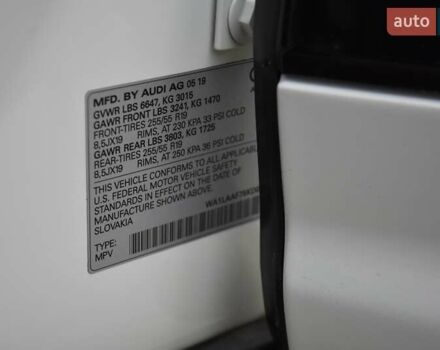 auto
MFD. BY AUDI AG 05 19
GVWR LBS 6647, KG 3015
GAWR FRONT LBS 3241, KG 1470
FRONT-TIRES 255/55 R19
8,5JX19 RIMS, AT 230 KPA 33 PSI COLD
GAWR REAR LBS 3803, KG 1725
REAR-TIRES 255/55 R19
8,5JX19 RIMS, AT 250 KPA 36 PSI COLD
THIS VEHICLE CONFORMS TO ALL APPLICABL
U.S. FEDERAL MOTOR VEHICLE SAFETY
STANDARDS IN EFFECT ON THE DATE OF
MANUFACTURE SHOWN ABOVE.
SLOVAKIA
TYPE:
MPV